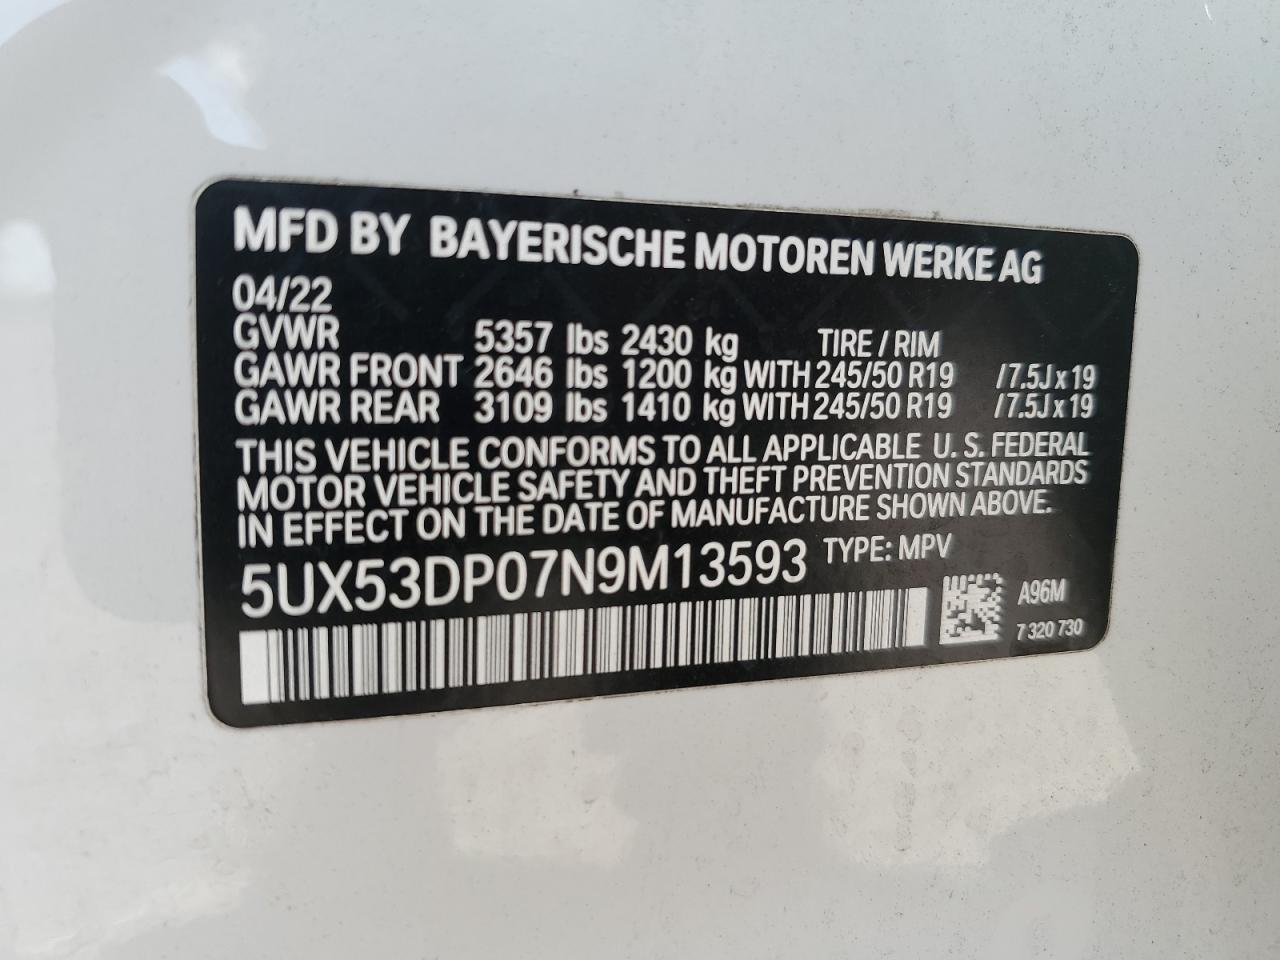 MFD BY BAYERISCHE MOTOREN WERKE AG
04/22
GVWR 5357 lbs 2430 kg TIRE / RIM
GAWR FRONT 2646 lbs 1200 kg WITH 245/50 R19 /7.5J x 19
GAWR REAR 3109 lbs 1410 kg WITH 245/50 R19 /7.5J x 19
THIS VEHICLE CONFORMS TO ALL APPLICABLE U. S. FEDERAL
MOTOR VEHICLE SAFETY AND THEFT PREVENTION STANDARDS
IN EFFECT ON THE DATE OF MANUFACTURE SHOWN ABOVE.
5UX53DP07N9M13593 TYPE: MPV
A96M
7 320 730